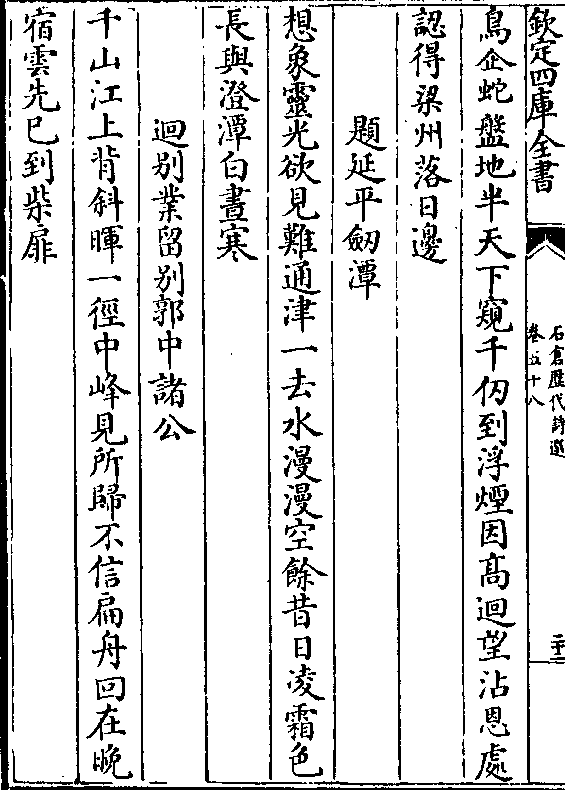 欽定四庫全書
石倉歷代詩選
卷五十八
二十三
鳥企蛇盤地半天下窺千仞到浮煙因高迴望沾恩處
認得梁州落日邊
題延平劒潭
想象靈光欲見難通津一去水漫漫空餘昔日凌霜色
長與澄潭白晝寒
迴别業留别郭中諸公
千山江上背斜暉一徑中峰見所歸不信扁舟回在晚
宿雲先已到柴扉